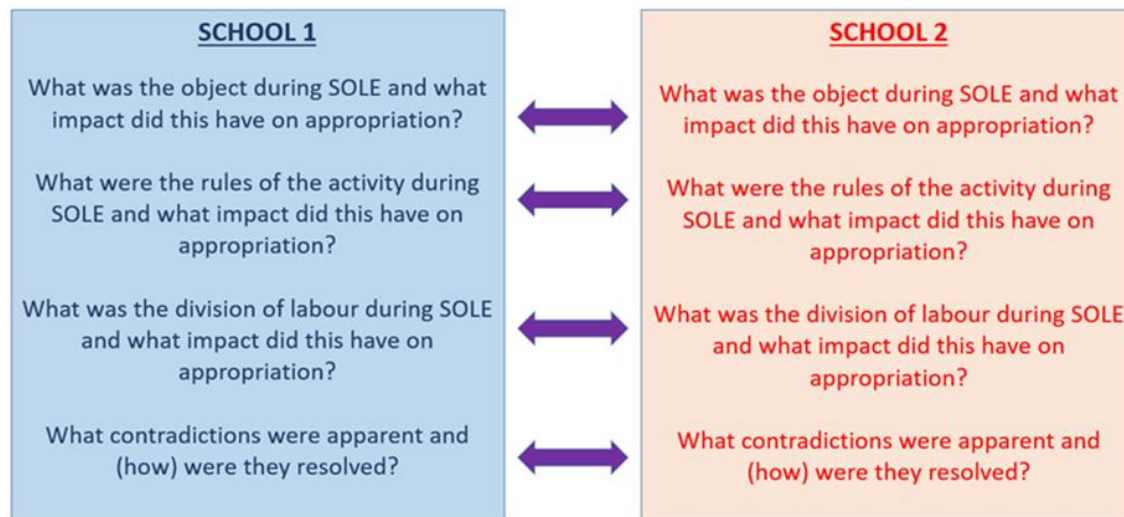 SCHOOL 1
What was the object during SOLE and what
impact did this have on appropriation?
What were the rules of the activity during
SOLE and what impact did this have on
appropriation?
What was the division of labour during SOLE
and what impact did this have on
appropriation?
What contradictions were apparent and
(how) were they resolved?
SCHOOL 2
What was the object during SOLE and what
impact did this have on appropriation?
What were the rules of the activity during
SOLE and what impact did this have on
appropriation?
What was the division of labour during SOLE
and what impact did this have on
appropriation?
What contradictions were apparent and
(how) were they resolved?